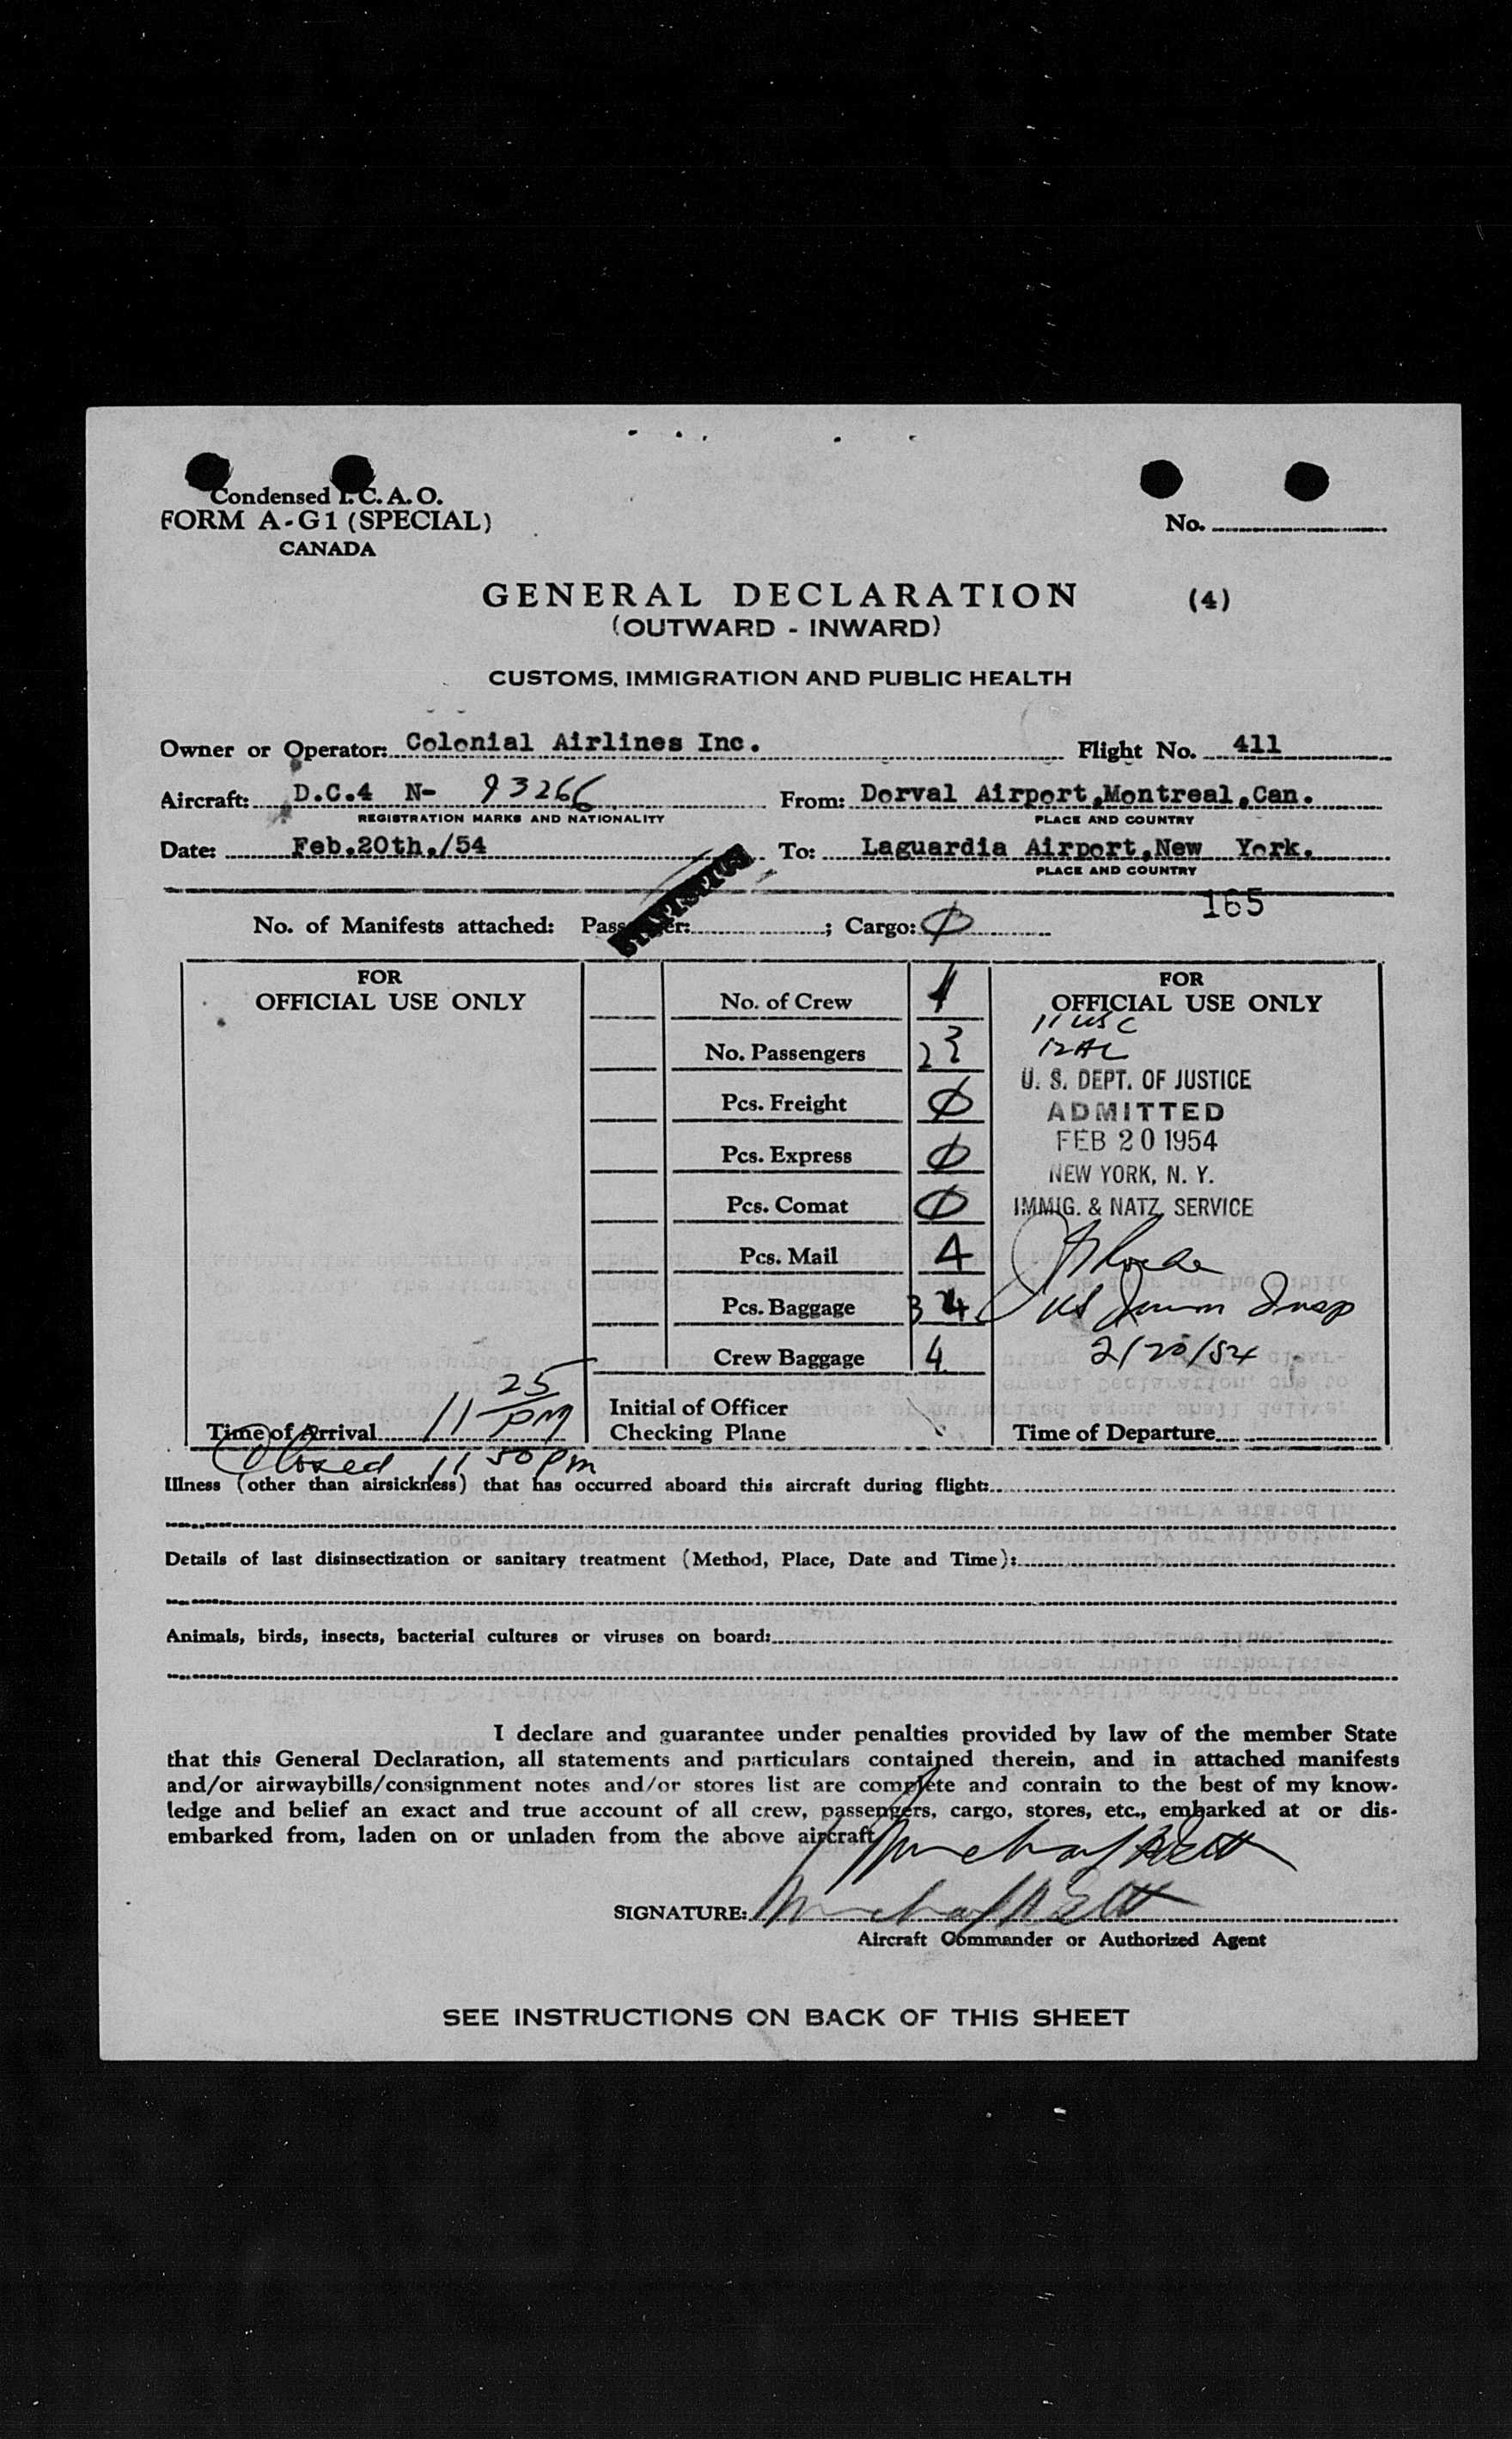 Condensed I.C.A.O.
FORM A-G1 (SPECIAL)
CANADA
No.
GENERAL DECLARATION (4)
(OUTWARD - INWARD)
CUSTOMS, IMMIGRATION AND PUBLIC HEALTH
Owner or Operator: Colonial Airlines Inc. Flight No. 411
Aircraft: D.C.4 N- 93266 From: Dorval Airport,Montreal,Can.
REGISTRATION MARKS AND NATIONALITY PLACE AND COUNTRY
Date: Feb.20th./54 To: Laguardia Airport,New York.
PLACE AND COUNTRY
165
No. of Manifests attached: Passenger: ; Cargo: ∅
FOR
OFFICIAL USE ONLY
No. of Crew 4
No. Passengers 23
Pcs. Freight ∅
Pcs. Express ∅
Pcs. Comat ∅
Pcs. Mail 4
Pcs. Baggage 34
Crew Baggage 4
Initial of Officer
Checking Plane
FOR
OFFICIAL USE ONLY
11 USC
12 AL
U. S. DEPT. OF JUSTICE
ADMITTED
FEB 20 1954
NEW YORK, N. Y.
IMMIG. & NATZ. SERVICE
US Immn Insp
2/20/54
Time of Departure
Time of Arrival 11 25 PM
Closed 11 50 PM
Illness (other than airsickness) that has occurred aboard this aircraft during flight:
Details of last disinsectization or sanitary treatment (Method, Place, Date and Time):
Animals, birds, insects, bacterial cultures or viruses on board:
I declare and guarantee under penalties provided by law of the member State
that this General Declaration, all statements and particulars contained therein, and in attached manifests
and/or airwaybills/consignment notes and/or stores list are complete and contain to the best of my know-
ledge and belief an exact and true account of all crew, passengers, cargo, stores, etc., embarked at or dis-
embarked from, laden on or unladen from the above aircraft.
SIGNATURE:
Aircraft Commander or Authorized Agent
SEE INSTRUCTIONS ON BACK OF THIS SHEET